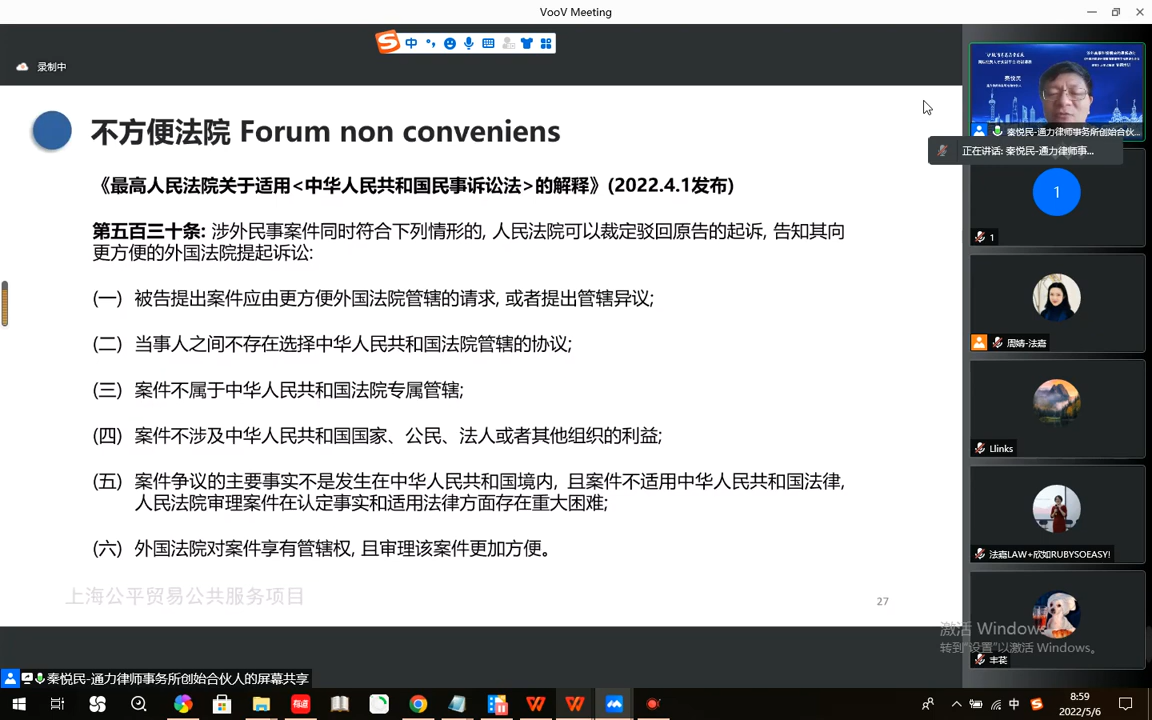 VooV Meeting
中
录制中
不方便法院 Forum non conveniens
《最高人民法院关于适用<中华人民共和国民事诉讼法>的解释》(2022.4.1发布)
第五百三十条: 涉外民事案件同时符合下列情形的, 人民法院可以裁定驳回原告的起诉, 告知其向
更方便的外国法院提起诉讼:
(一) 被告提出案件应由更方便外国法院管辖的请求, 或者提出管辖异议;
(二) 当事人之间不存在选择中华人民共和国法院管辖的协议;
(三) 案件不属于中华人民共和国法院专属管辖;
(四) 案件不涉及中华人民共和国国家、公民、法人或者其他组织的利益;
(五) 案件争议的主要事实不是发生在中华人民共和国境内, 且案件不适用中华人民共和国法律,
人民法院审理案件在认定事实和适用法律方面存在重大困难;
(六) 外国法院对案件享有管辖权, 且审理该案件更加方便。
上海公平贸易公共服务项目
27
秦悦民-通力律师事务所创始合伙...
正在讲话: 秦悦民-通力律师事...
1
1
周婧-法嘉
Llinks
法嘉LAW+欣如RUBYSOEASY!
丰苌
激活 Windows
转到"设置"以激活 Windows。
秦悦民-通力律师事务所创始合伙人的屏幕共享
中
8:59
2022/5/6